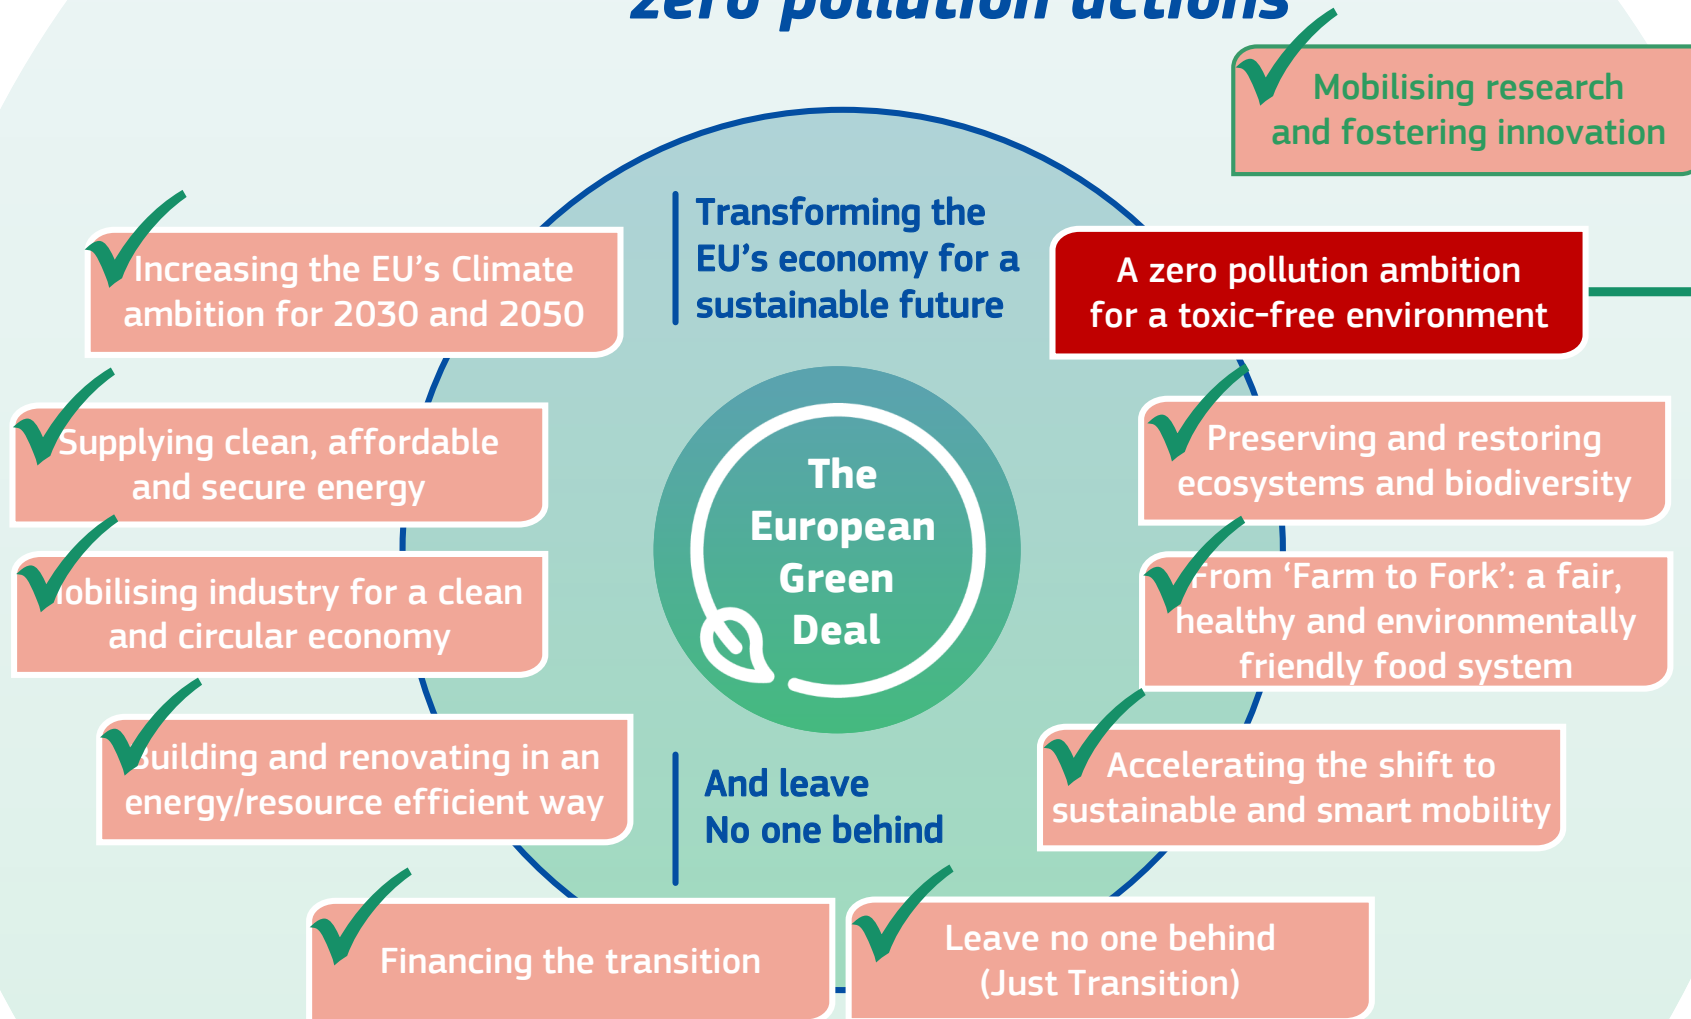 zero pollution actions
Mobilising research
and fostering innovation
Transforming the
EU's economy for a
sustainable future
Increasing the EU's Climate
ambition for 2030 and 2050
A zero pollution ambition
for a toxic-free environment
Supplying clean, affordable
and secure energy
Preserving and restoring
ecosystems and biodiversity
The
European
Green
Deal
Mobilising industry for a clean
and circular economy
From ‘Farm to Fork’: a fair,
healthy and environmentally
friendly food system
Building and renovating in an
energy/resource efficient way
And leave
No one behind
Accelerating the shift to
sustainable and smart mobility
Financing the transition
Leave no one behind
(Just Transition)